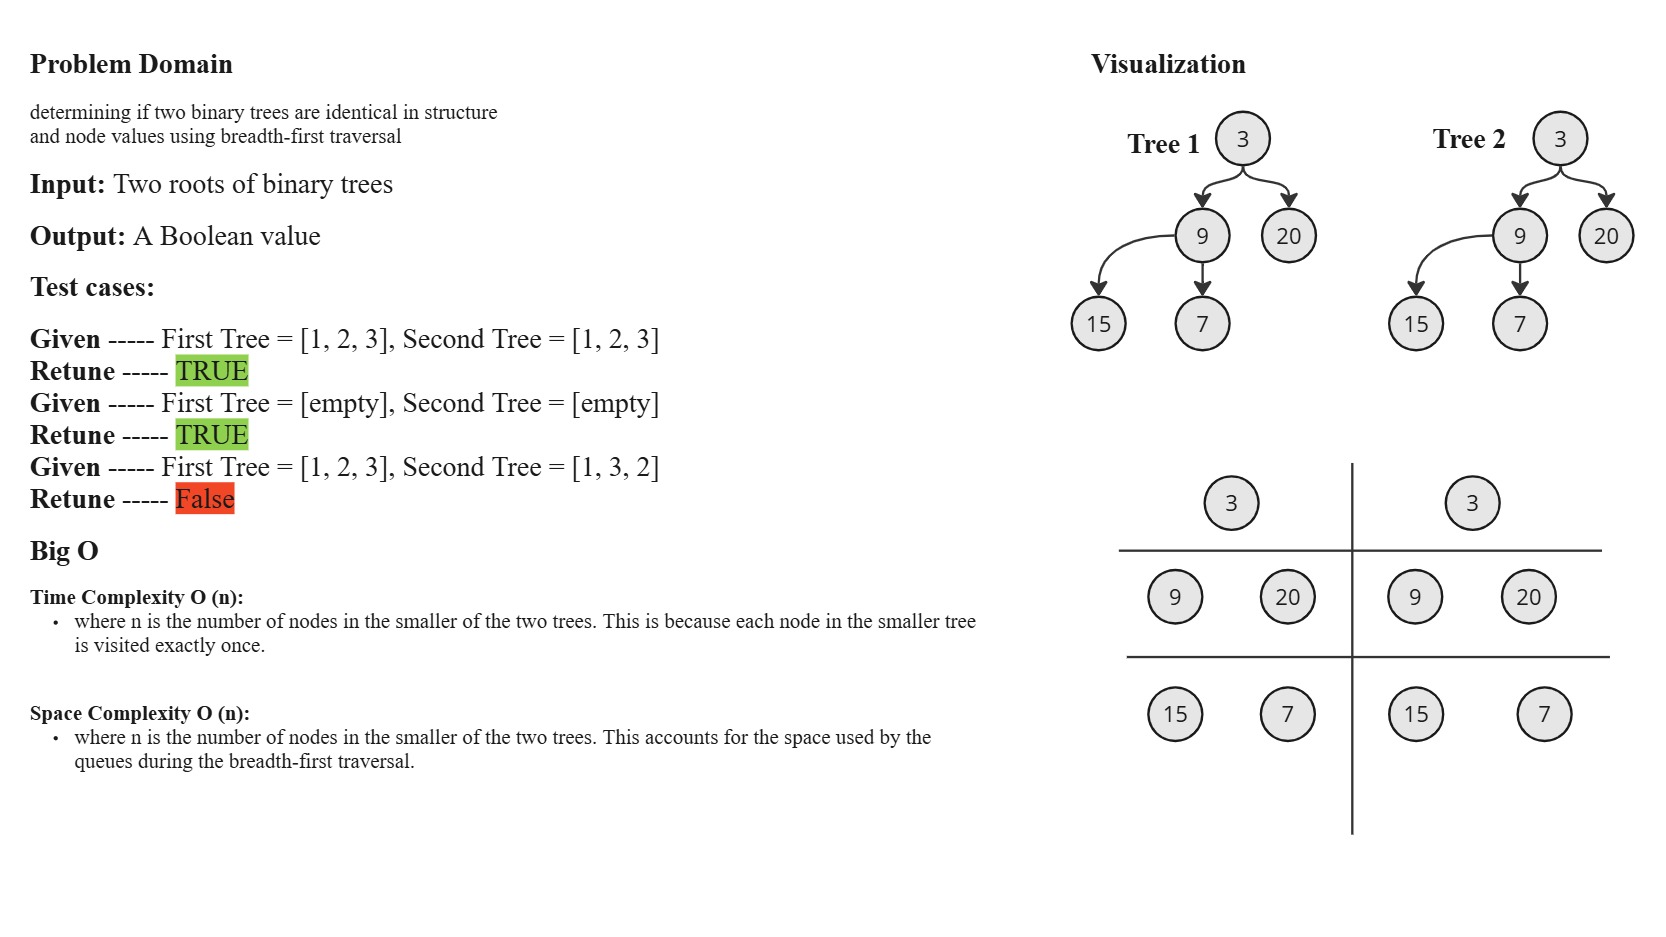 Problem Domain
determining if two binary trees are identical in structure
and node values using breadth-first traversal
Input: Two roots of binary trees
Output: A Boolean value
Test cases:
Given ----- First Tree = [1, 2, 3], Second Tree = [1, 2, 3]
Retune ----- TRUE
Given ----- First Tree = [empty], Second Tree = [empty]
Retune ----- TRUE
Given ----- First Tree = [1, 2, 3], Second Tree = [1, 3, 2]
Retune ----- False
Big O
Time Complexity O (n):
• where n is the number of nodes in the smaller of the two trees. This is because each node in the smaller tree
is visited exactly once.
Space Complexity O (n):
• where n is the number of nodes in the smaller of the two trees. This accounts for the space used by the
queues during the breadth-first traversal.
Visualization
Tree 1 3
9 20
15 7
Tree 2 3
9 20
15 7
3 3
9 20 9 20
15 7 15 7